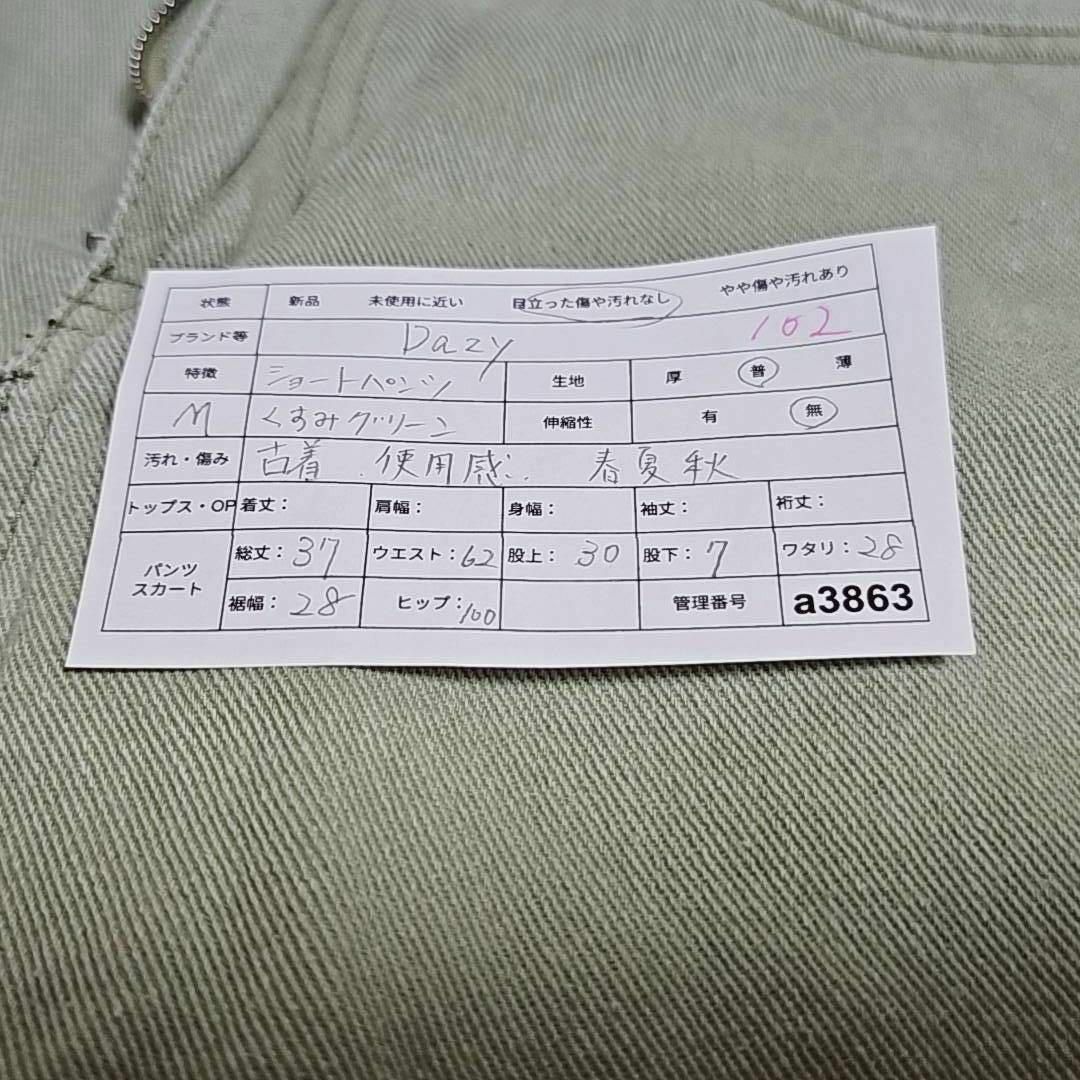 状態 新品 未使用に近い 目立った傷や汚れなし やや傷や汚れあり
ブランド等 Dazy 102
特徴 ショートパンツ 生地 厚 普 薄
M くすみグリーン 伸縮性 有 無
汚れ・傷み 古着、使用感、 春夏秋
トップス・OP 着丈： 肩幅： 身幅： 袖丈： 裄丈：
パンツ スカート 総丈：37 ウエスト：62 股上：30 股下：7 ワタリ：28
裾幅：28 ヒップ：100 管理番号 a3863